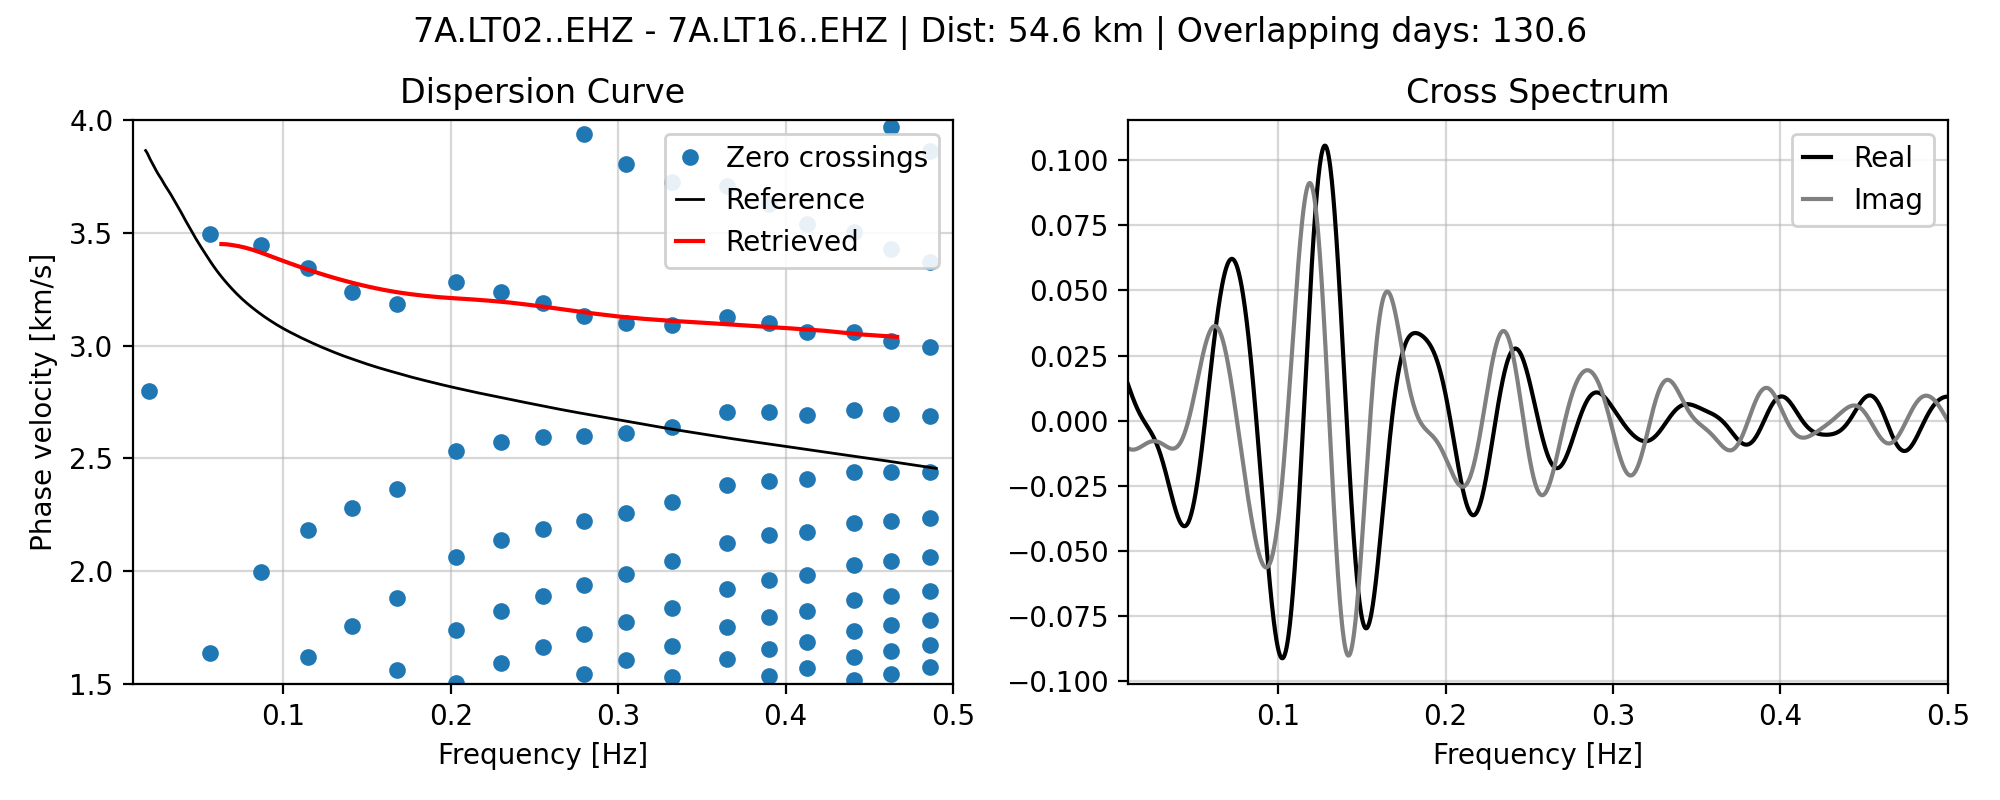 7A.LT02..EHZ - 7A.LT16..EHZ | Dist: 54.6 km | Overlapping days: 130.6
Dispersion Curve
4.0
3.5
3.0
2.5
2.0
1.5
Phase velocity [km/s]
Zero crossings
Reference
Retrieved
0.1
0.2
0.3
0.4
0.5
Frequency [Hz]
Cross Spectrum
0.100
0.075
0.050
0.025
0.000
−0.025
−0.050
−0.075
−0.100
Real
Imag
0.1
0.2
0.3
0.4
0.5
Frequency [Hz]